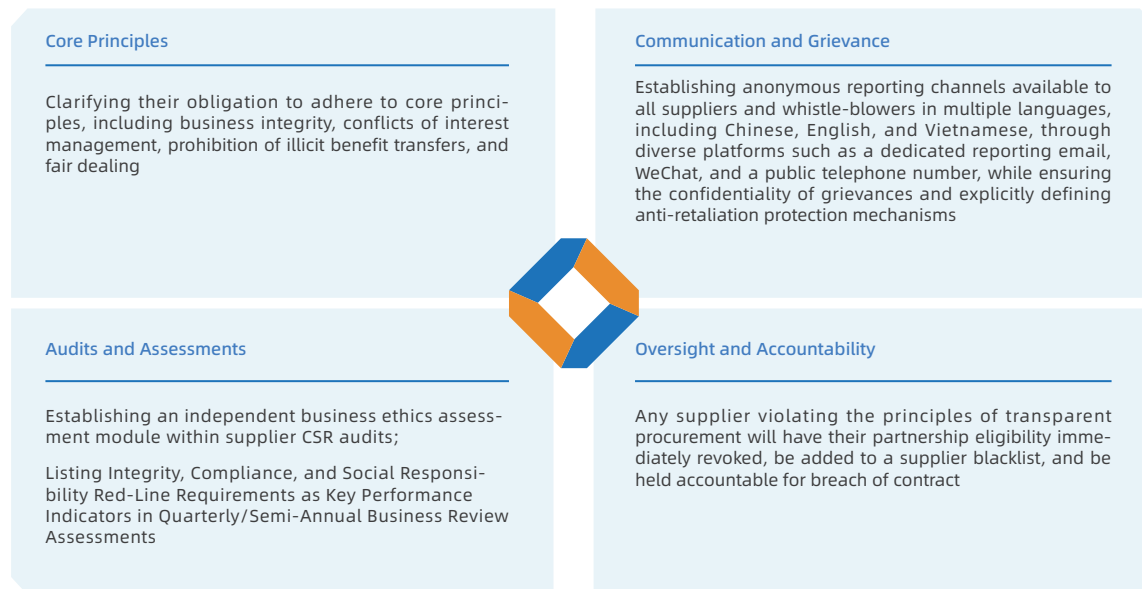 Core Principles
Clarifying their obligation to adhere to core princi-
ples, including business integrity, conflicts of interest
management, prohibition of illicit benefit transfers, and
fair dealing
Communication and Grievance
Establishing anonymous reporting channels available to
all suppliers and whistle-blowers in multiple languages,
including Chinese, English, and Vietnamese, through
diverse platforms such as a dedicated reporting email,
WeChat, and a public telephone number, while ensuring
the confidentiality of grievances and explicitly defining
anti-retaliation protection mechanisms
Audits and Assessments
Establishing an independent business ethics assess-
ment module within supplier CSR audits;
Listing Integrity, Compliance, and Social Responsi-
bility Red-Line Requirements as Key Performance
Indicators in Quarterly/Semi-Annual Business Review
Assessments
Oversight and Accountability
Any supplier violating the principles of transparent
procurement will have their partnership eligibility imme-
diately revoked, be added to a supplier blacklist, and be
held accountable for breach of contract